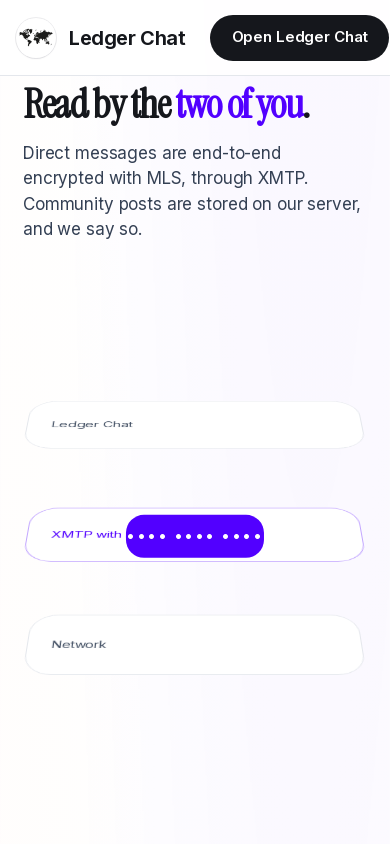 Ledger Chat
Open Ledger Chat
Read by the two of you.
Direct messages are end-to-end
encrypted with MLS, through XMTP.
Community posts are stored on our server,
and we say so.
Ledger Chat
XMTP with
Network